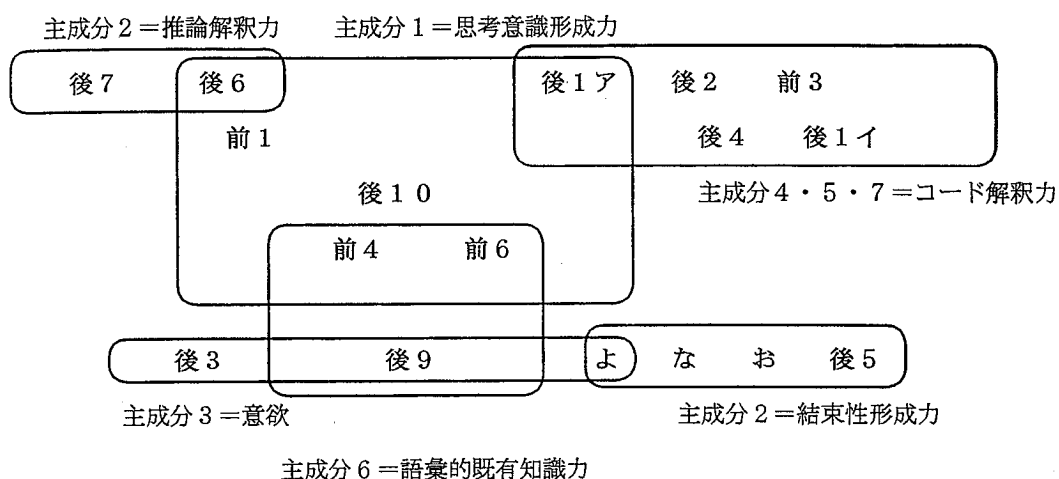 主成分2＝推論解釈力 主成分1＝思考意識形成力
後7 後6 後1ア 後2 前3
前1 後4 後1イ
後10 主成分4・5・7＝コード解釈力
前4 前6
後3 後9 よ な お 後5
主成分3＝意欲 主成分2＝結束性形成力
主成分6＝語彙的既有知識力